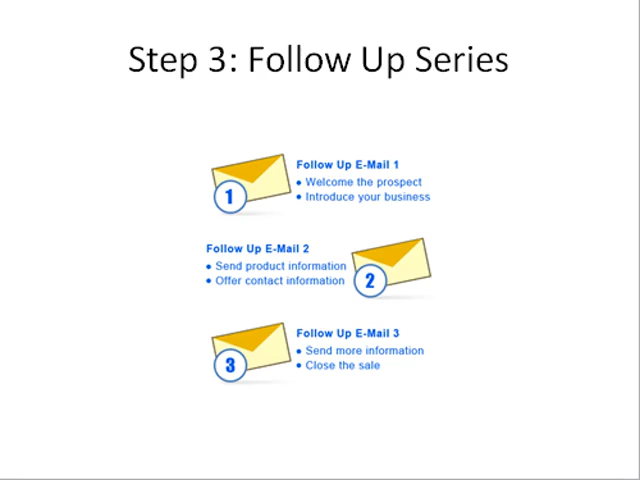 Step 3: Follow Up Series
Follow Up E-Mail 1
• Welcome the prospect
• Introduce your business
1
Follow Up E-Mail 2
• Send product information
• Offer contact information
2
Follow Up E-Mail 3
• Send more information
• Close the sale
3